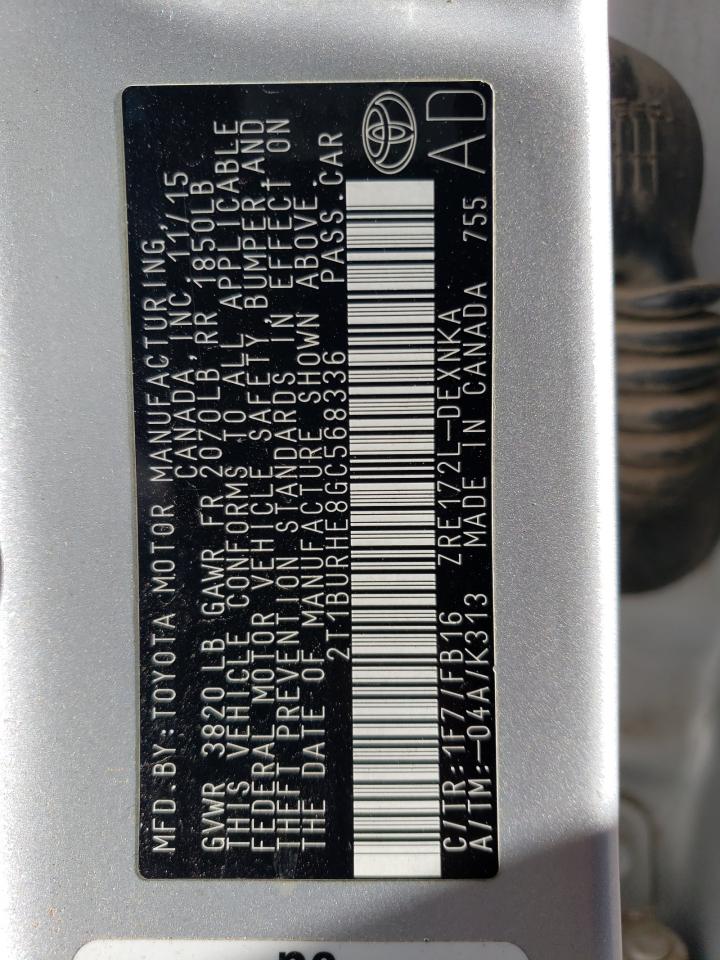 MFD.BY:TOYOTA MOTOR MANUFACTURING,
CANADA, INC. 11/15
GVWR 3820LB GAWR FR 2070LB RR 1850LB
THIS VEHICLE CONFORMS TO ALL APPLICABLE
FEDERAL MOTOR VEHICLE SAFETY, BUMPER, AND
THEFT PREVENTION STANDARDS IN EFFECT ON
THE DATE OF MANUFACTURE SHOWN ABOVE.
2T1BURHE8GC568336 PASS.CAR
C/TR:1F7/FB16 ZRE172L-DEXNKA
A/TM:-04A/K313 MADE IN CANADA 755
AD